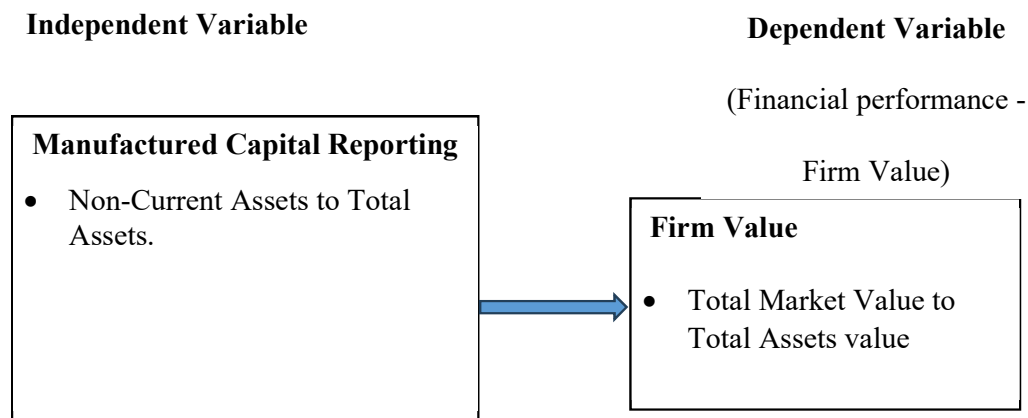 Independent Variable
Dependent Variable
(Financial performance -
Firm Value)
Manufactured Capital Reporting
• Non-Current Assets to Total
Assets.
Firm Value
• Total Market Value to
Total Assets value